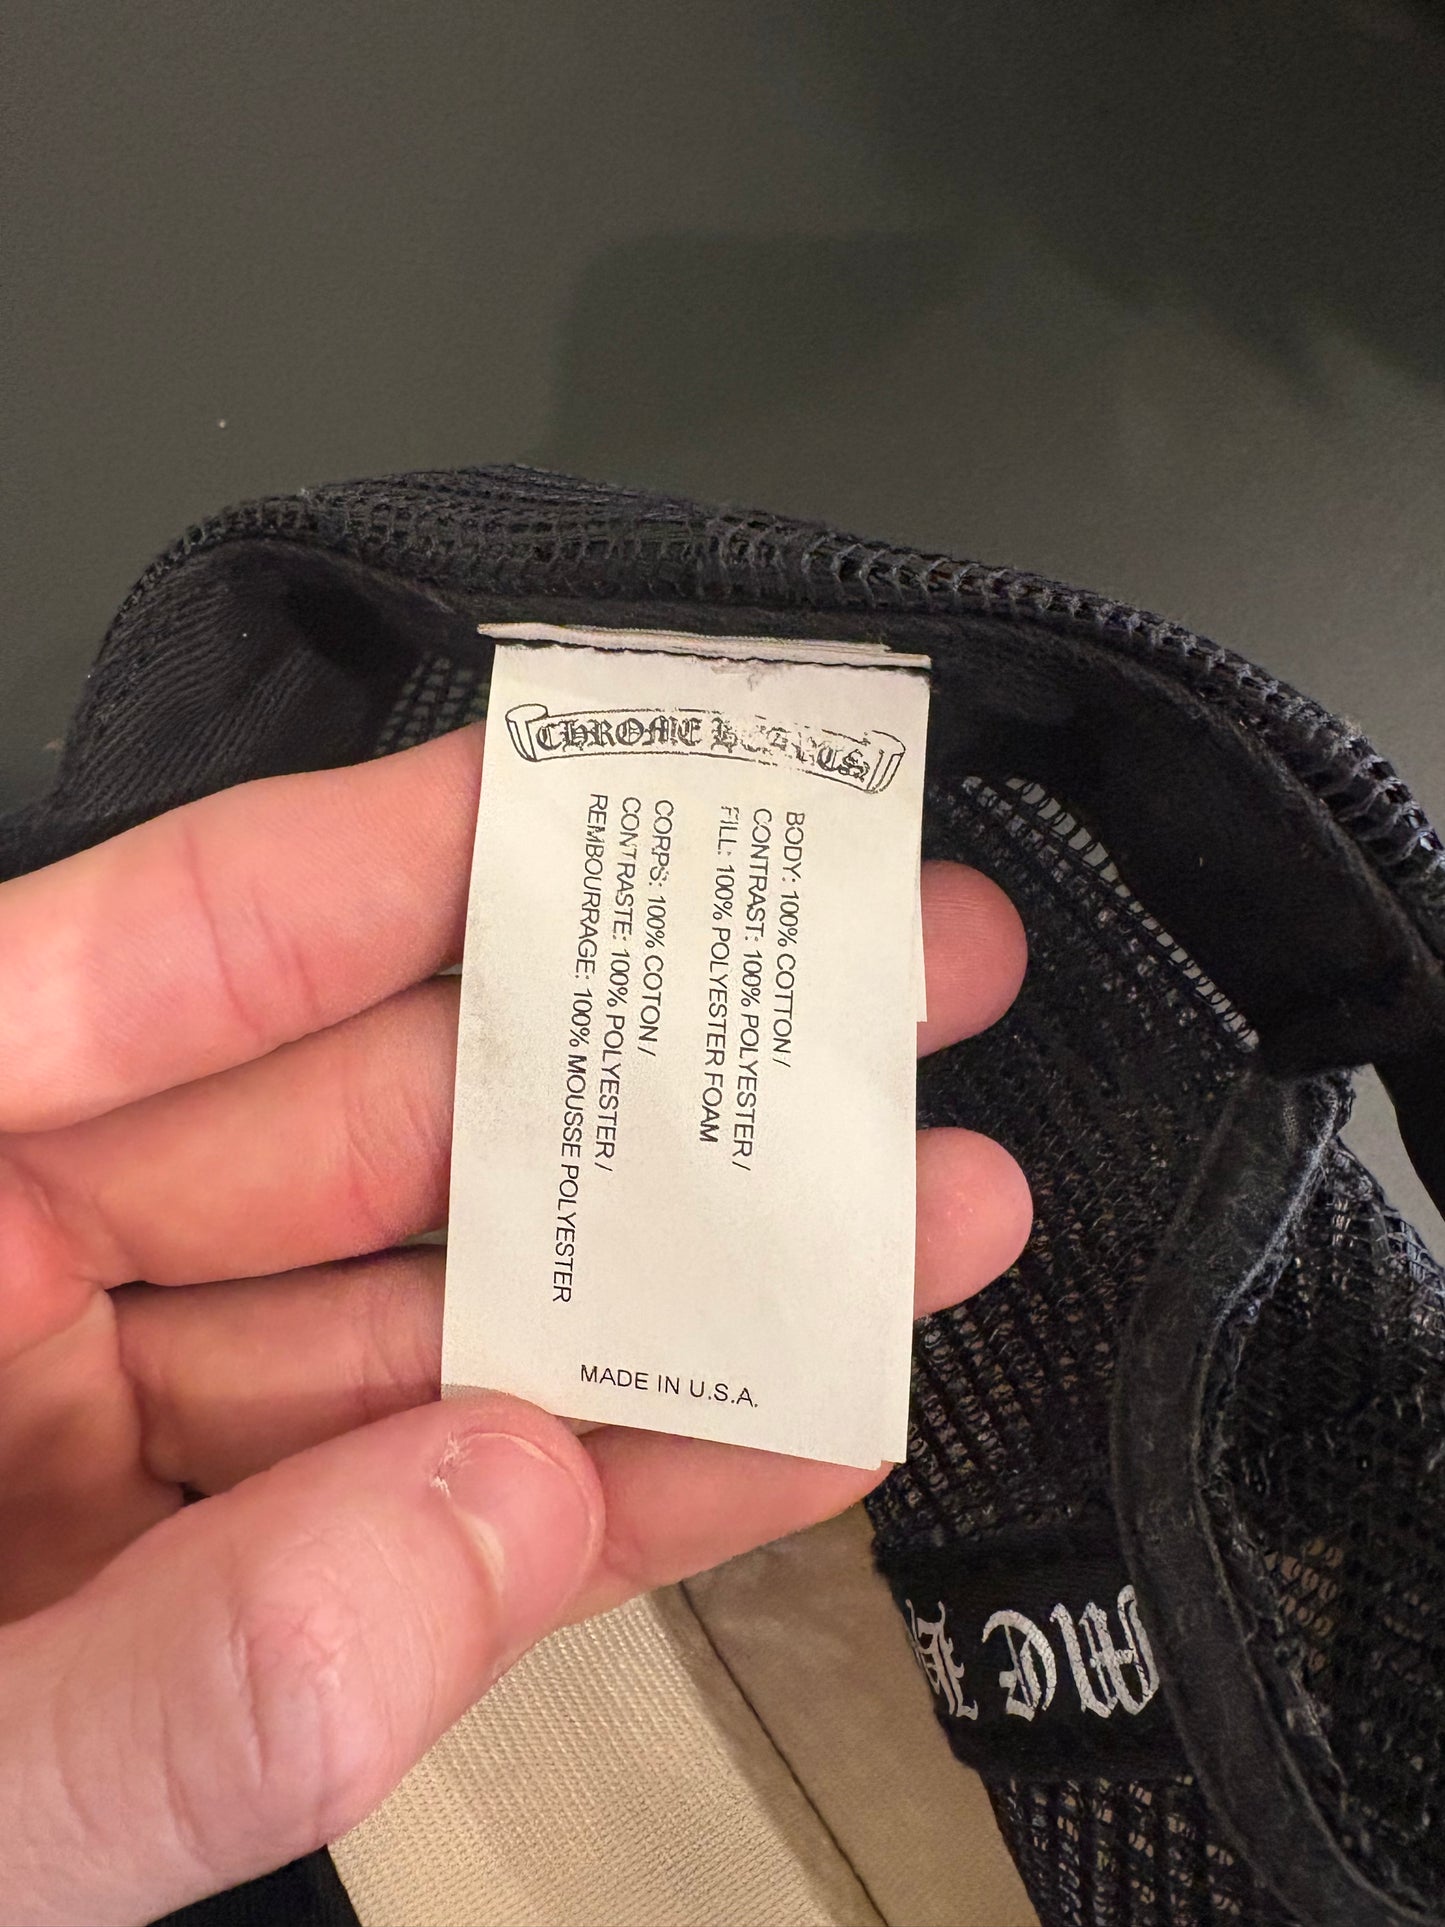 CHROME HEARTS
BODY: 100% COTTON /
CONTRAST: 100% POLYESTER /
FILL: 100% POLYESTER FOAM
CORPS: 100% COTON /
CONTRASTE: 100% POLYESTER /
REMBOURRAGE: 100% MOUSSE POLYESTER
MADE IN U.S.A.